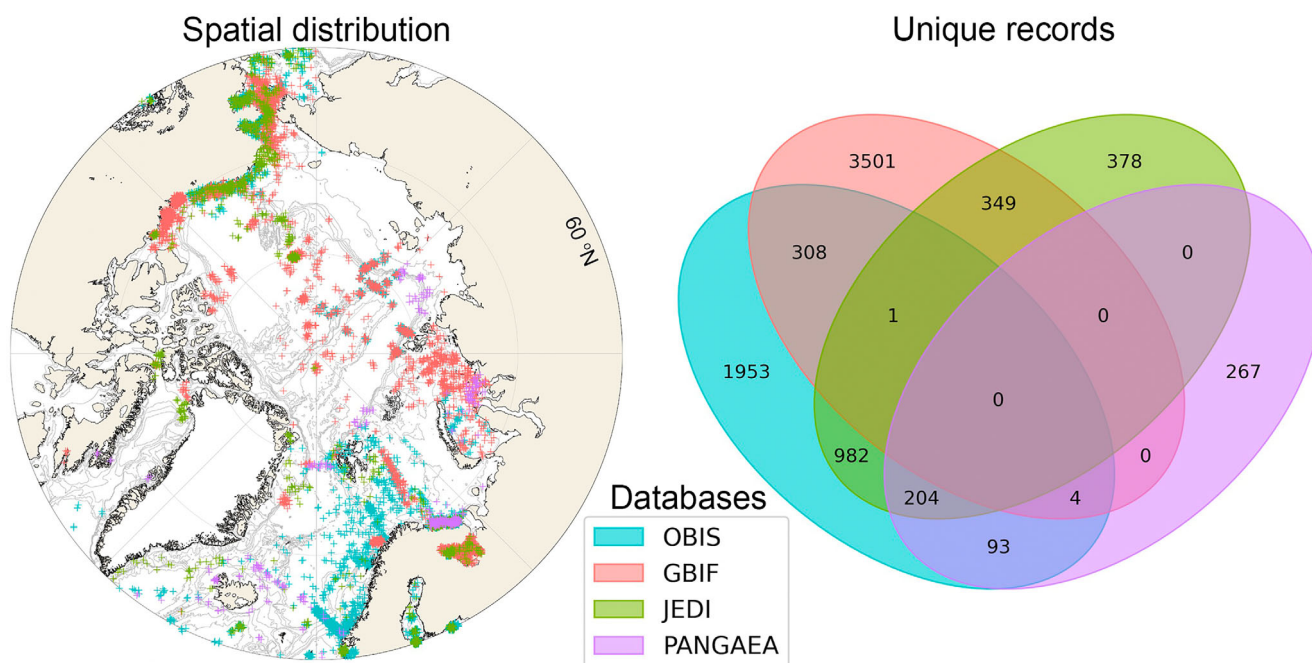 Spatial distribution
60 °N
Unique records
3501
378
349
308
0
1
0
1953
267
0
982
0
204
4
93
Databases
OBIS
GBIF
JEDI
PANGAEA